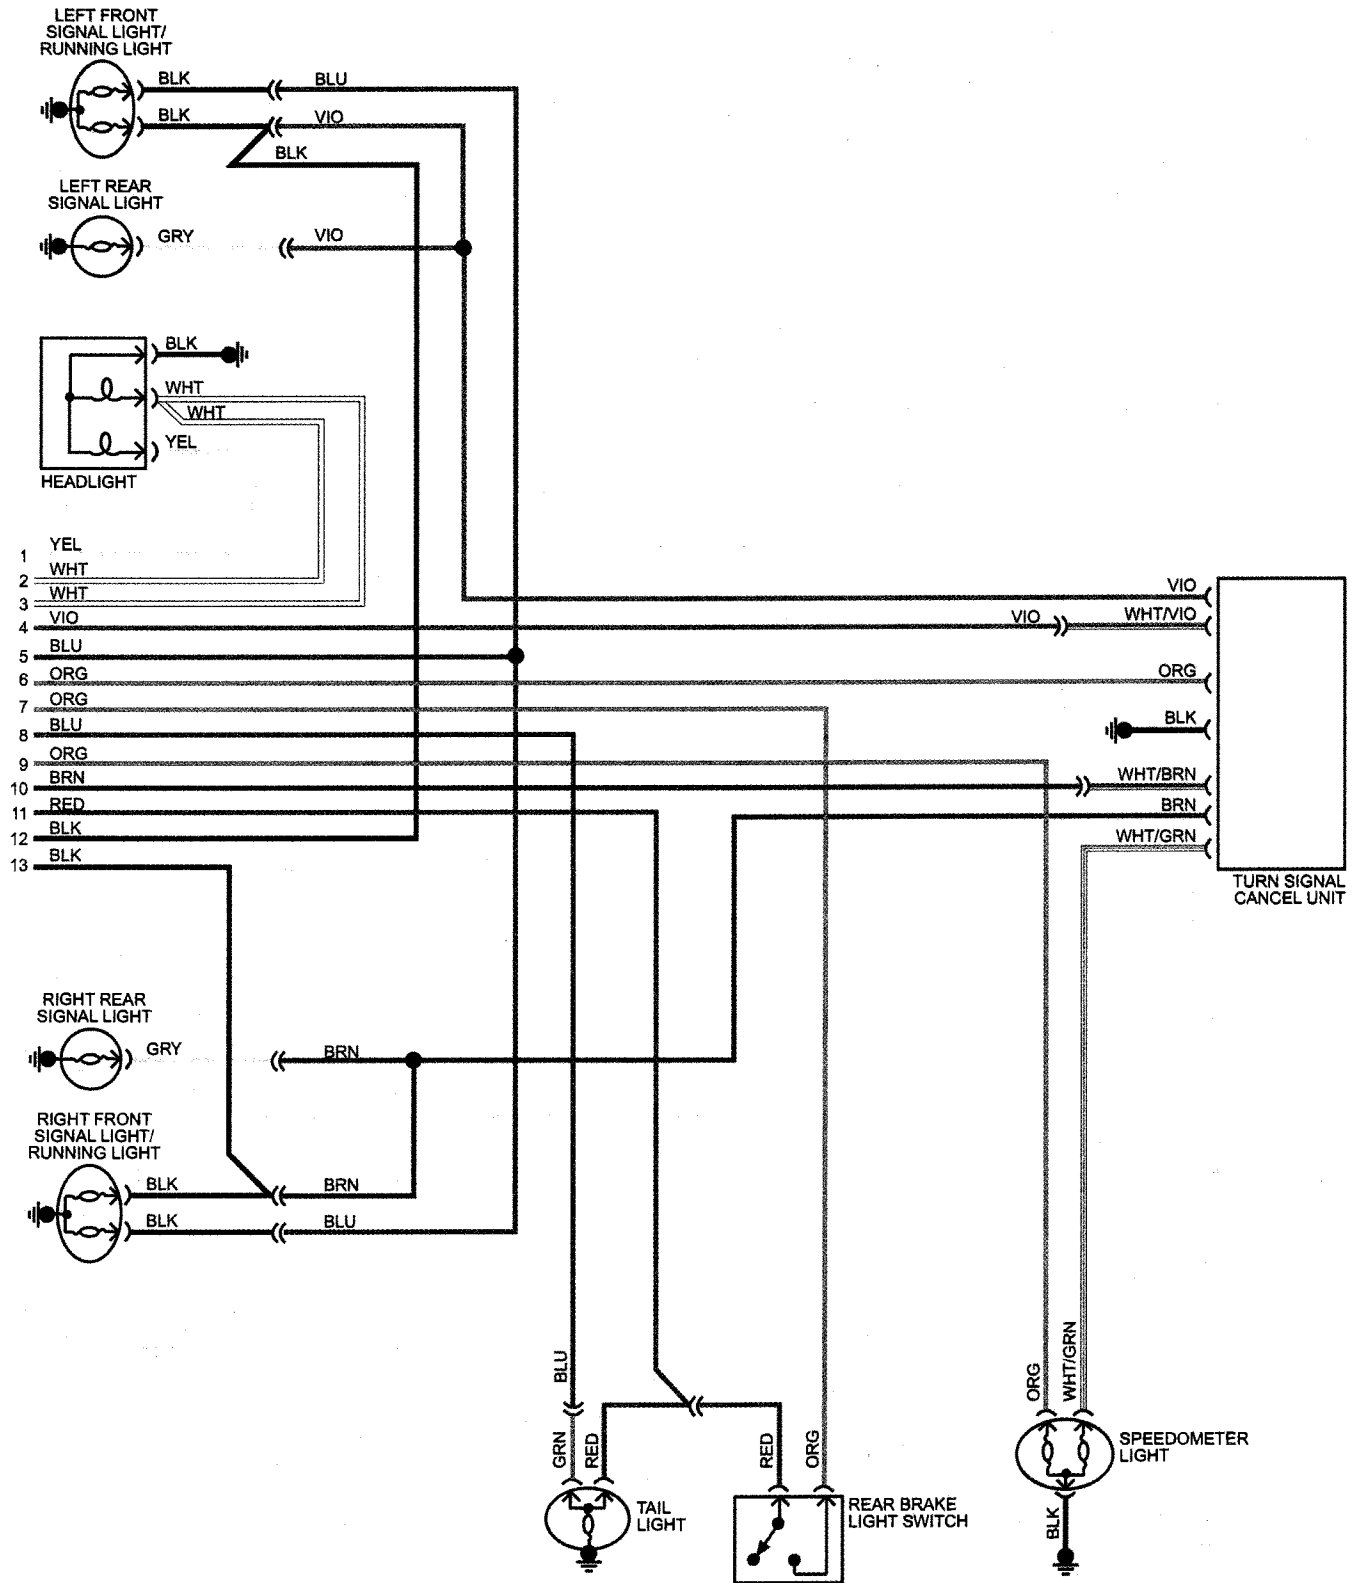 LEFT FRONT
SIGNAL LIGHT/
RUNNING LIGHT
BLK
BLU
BLK
VIO
BLK
LEFT REAR
SIGNAL LIGHT
GRY
VIO
BLK
WHT
WHT
YEL
HEADLIGHT
1 YEL
2 WHT
3 WHT
4 VIO
5 BLU
6 ORG
7 ORG
8 BLU
9 ORG
10 BRN
11 RED
12 BLK
13 BLK
VIO
VIO
WHT/VIO
ORG
BLK
WHT/BRN
BRN
WHT/GRN
TURN SIGNAL
CANCEL UNIT
RIGHT REAR
SIGNAL LIGHT
GRY
BRN
RIGHT FRONT
SIGNAL LIGHT/
RUNNING LIGHT
BLK
BRN
BLK
BLU
BLU
GRN
RED
TAIL
LIGHT
RED
ORG
REAR BRAKE
LIGHT SWITCH
ORG
WHT/GRN
SPEEDOMETER
LIGHT
BLK